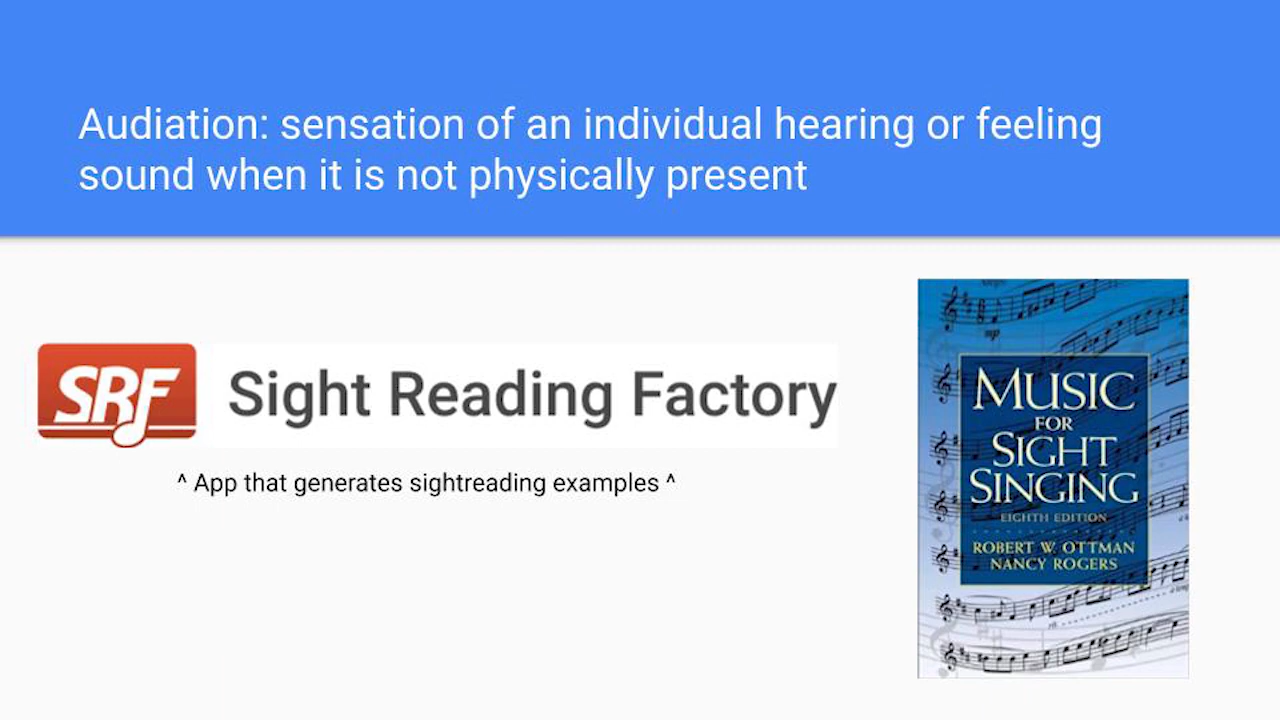 Audiation: sensation of an individual hearing or feeling
sound when it is not physically present
SRF
Sight Reading Factory
^ App that generates sightreading examples ^
MUSIC
FOR
SIGHT
SINGING
EIGHTH EDITION
ROBERT W. OTTMAN
NANCY ROGERS